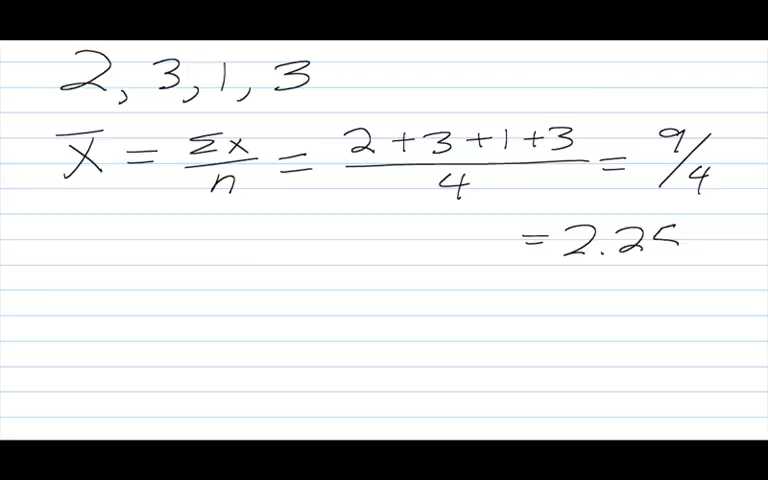 2, 3, 1, 3
x̄ = Σx/n = (2+3+1+3)/4 = 9/4
= 2.25